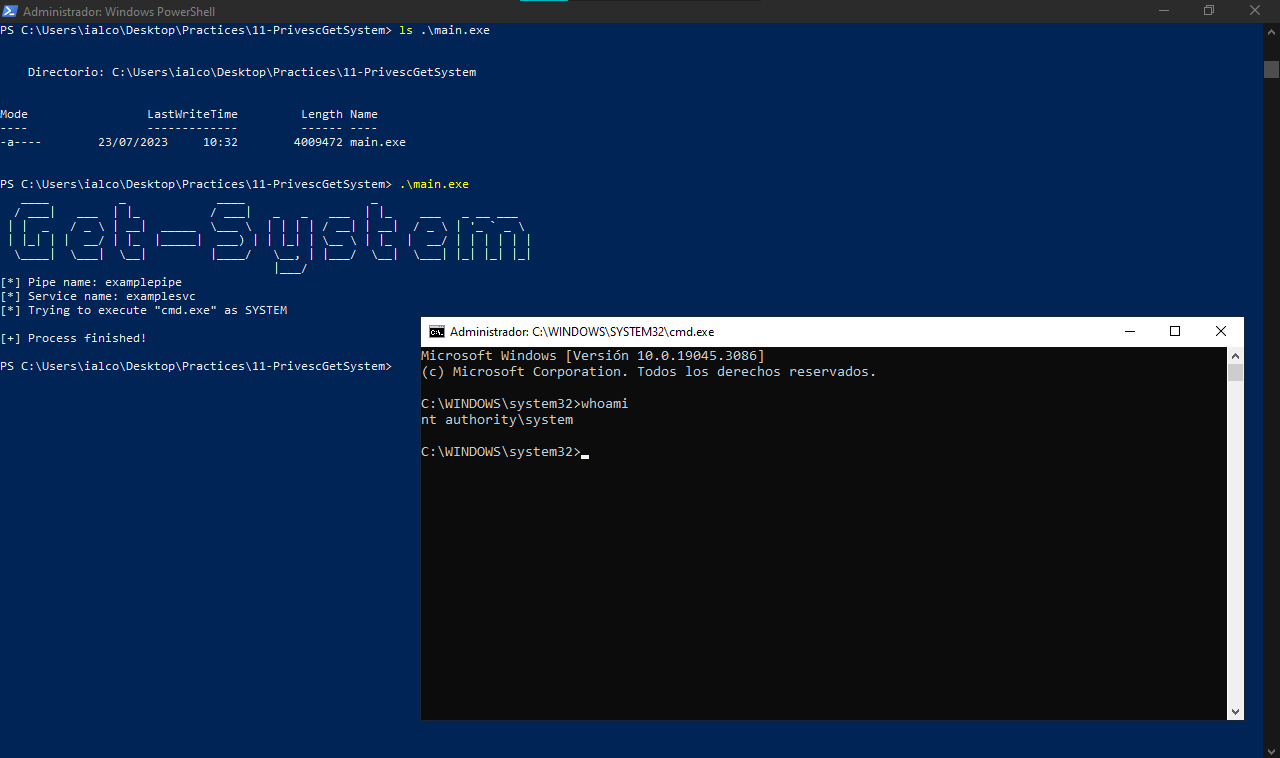 Administrador: Windows PowerShell
PS C:\Users\ialco\Desktop\Practices\11-PrivescGetSystem> ls .\main.exe
Directorio: C:\Users\ialco\Desktop\Practices\11-PrivescGetSystem
Mode LastWriteTime Length Name
---- ------------- ------ ----
-a---- 23/07/2023 10:32 4009472 main.exe
PS C:\Users\ialco\Desktop\Practices\11-PrivescGetSystem> .\main.exe
Get-System
[*] Pipe name: examplepipe
[*] Service name: examplesvc
[*] Trying to execute "cmd.exe" as SYSTEM
[+] Process finished!
PS C:\Users\ialco\Desktop\Practices\11-PrivescGetSystem>
Administrador: C:\WINDOWS\SYSTEM32\cmd.exe
Microsoft Windows [Versión 10.0.19045.3086]
(c) Microsoft Corporation. Todos los derechos reservados.
C:\WINDOWS\system32>whoami
nt authority\system
C:\WINDOWS\system32>